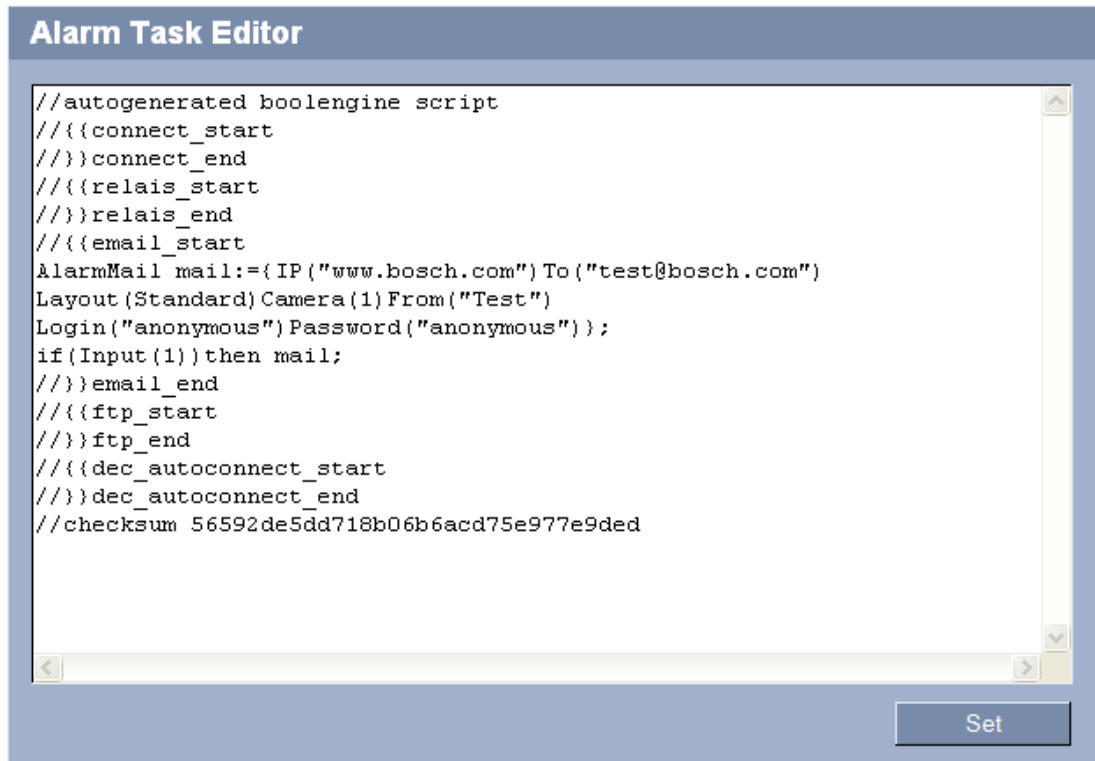 Alarm Task Editor
//autogenerated boolengine script
//{{connect_start
//}}connect_end
//{{relais_start
//}}relais_end
//{{email_start
AlarmMail mail:={IP("www.bosch.com")To("test@bosch.com")
Layout(Standard)Camera(1)From("Test")
Login("anonymous")Password("anonymous")};
if(Input(1))then mail;
//}}email_end
//{{ftp_start
//}}ftp_end
//{{dec_autoconnect_start
//}}dec_autoconnect_end
//checksum 56592de5dd718b06b6acd75e977e9ded
Set